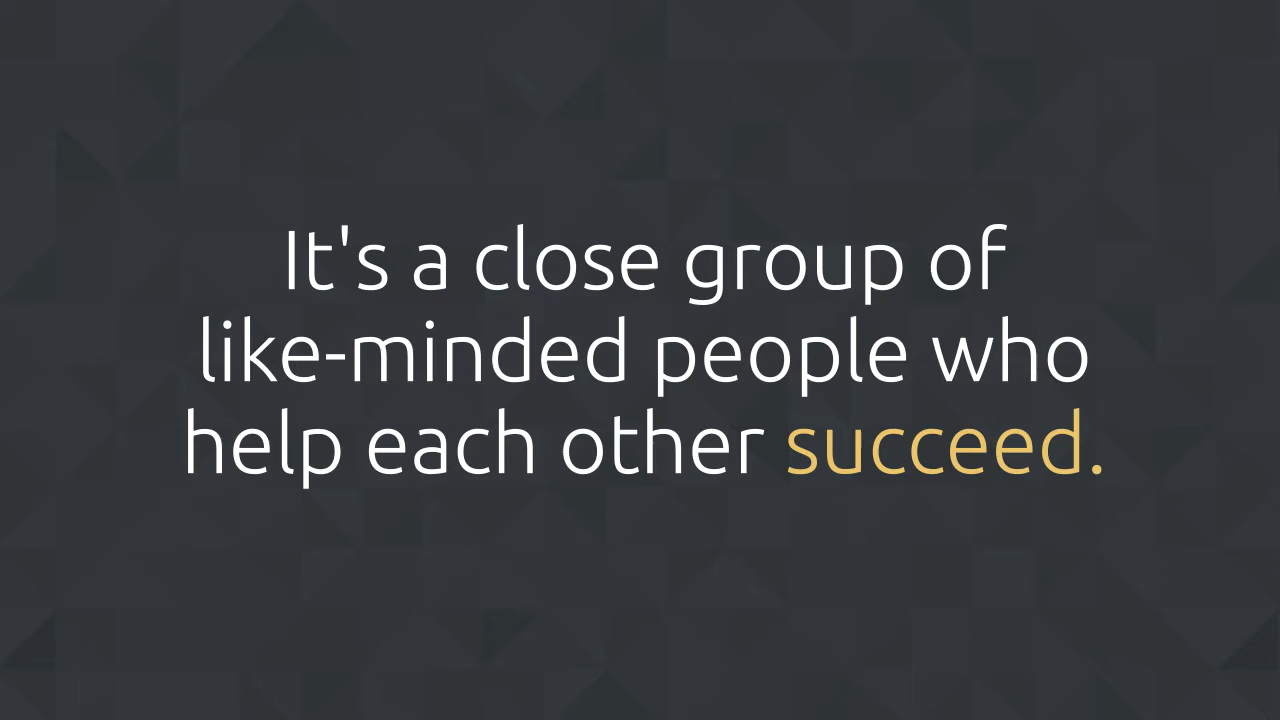 It's a close group of
like-minded people who
help each other succeed.